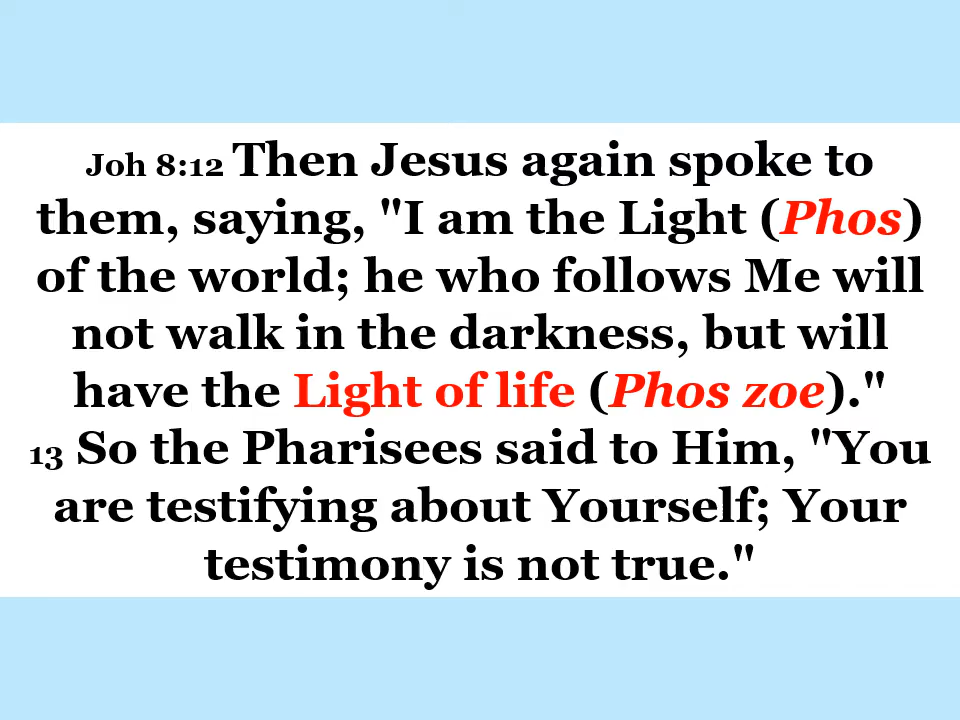 Joh 8:12 Then Jesus again spoke to
them, saying, "I am the Light (Phos)
of the world; he who follows Me will
not walk in the darkness, but will
have the Light of life (Phos zoe)."
13 So the Pharisees said to Him, "You
are testifying about Yourself; Your
testimony is not true."